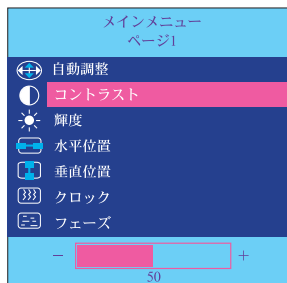 メインメニュー
ページ1
自動調整
コントラスト
輝度
水平位置
垂直位置
クロック
フェーズ
− +
50